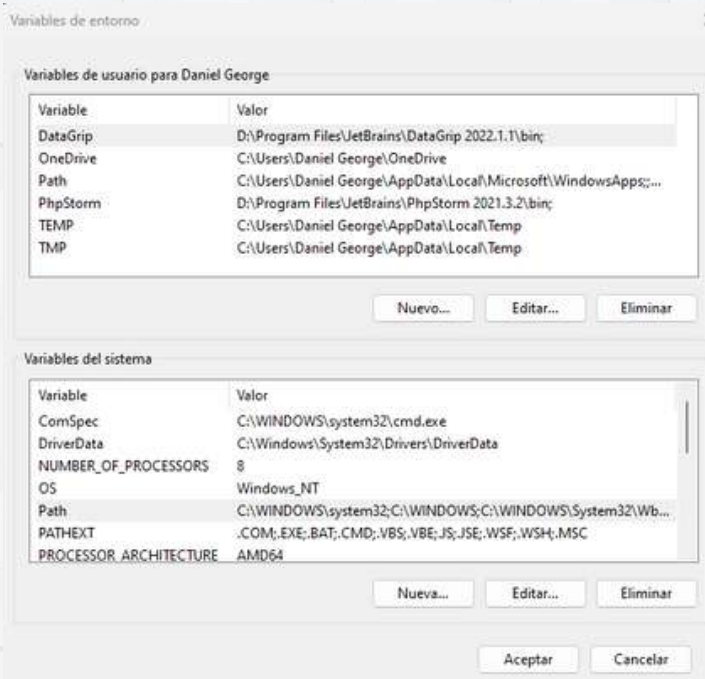 Variables de entorno
Variables de usuario para Daniel George
Variable Valor
DataGrip D:\Program Files\JetBrains\DataGrip 2022.1.1\bin;
OneDrive C:\Users\Daniel George\OneDrive
Path C:\Users\Daniel George\AppData\Local\Microsoft\WindowsApps;;...
PhpStorm D:\Program Files\JetBrains\PhpStorm 2021.3.2\bin;
TEMP C:\Users\Daniel George\AppData\Local\Temp
TMP C:\Users\Daniel George\AppData\Local\Temp
Nuevo... Editar... Eliminar
Variables del sistema
Variable Valor
ComSpec C:\WINDOWS\system32\cmd.exe
DriverData C:\Windows\System32\Drivers\DriverData
NUMBER_OF_PROCESSORS 8
OS Windows_NT
Path C:\WINDOWS\system32;C:\WINDOWS;C:\WINDOWS\System32\Wb...
PATHEXT .COM;.EXE;.BAT;.CMD;.VBS;.VBE;.JS;.JSE;.WSF;.WSH;.MSC
PROCESSOR_ARCHITECTURE AMD64
Nueva... Editar... Eliminar
Aceptar Cancelar